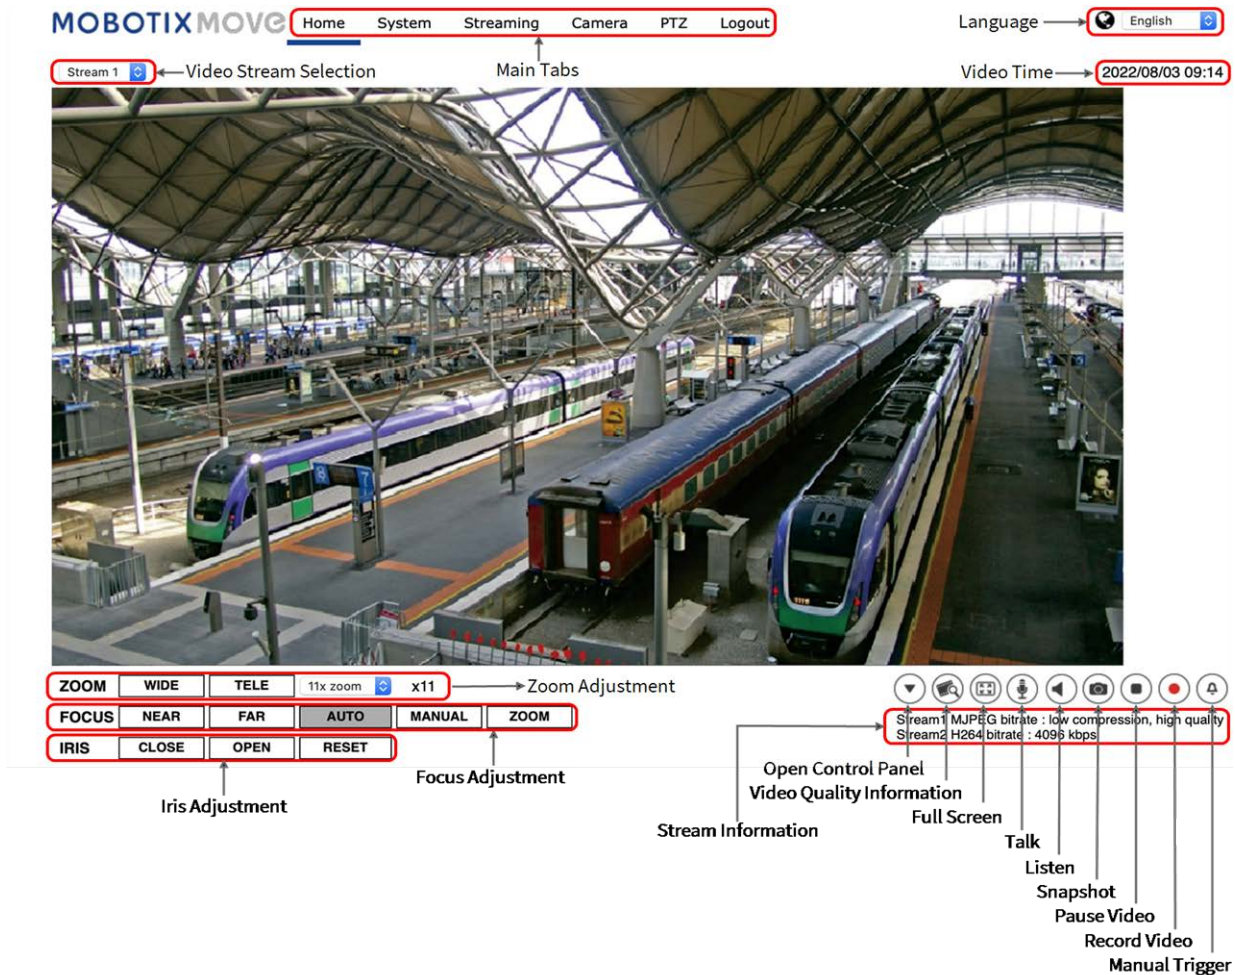 MOBOTIX MOVE
Home System Streaming Camera PTZ Logout
Language
English
Stream 1
Video Stream Selection
Main Tabs
Video Time
2022/08/03 09:14
ZOOM WIDE TELE 11x zoom x11
Zoom Adjustment
FOCUS NEAR FAR AUTO MANUAL ZOOM
IRIS CLOSE OPEN RESET
Stream1 MJPEG bitrate : low compression, high quality
Stream2 H264 bitrate : 4096 kbps
Focus Adjustment
Iris Adjustment
Open Control Panel
Video Quality Information
Full Screen
Stream Information
Talk
Listen
Snapshot
Pause Video
Record Video
Manual Trigger